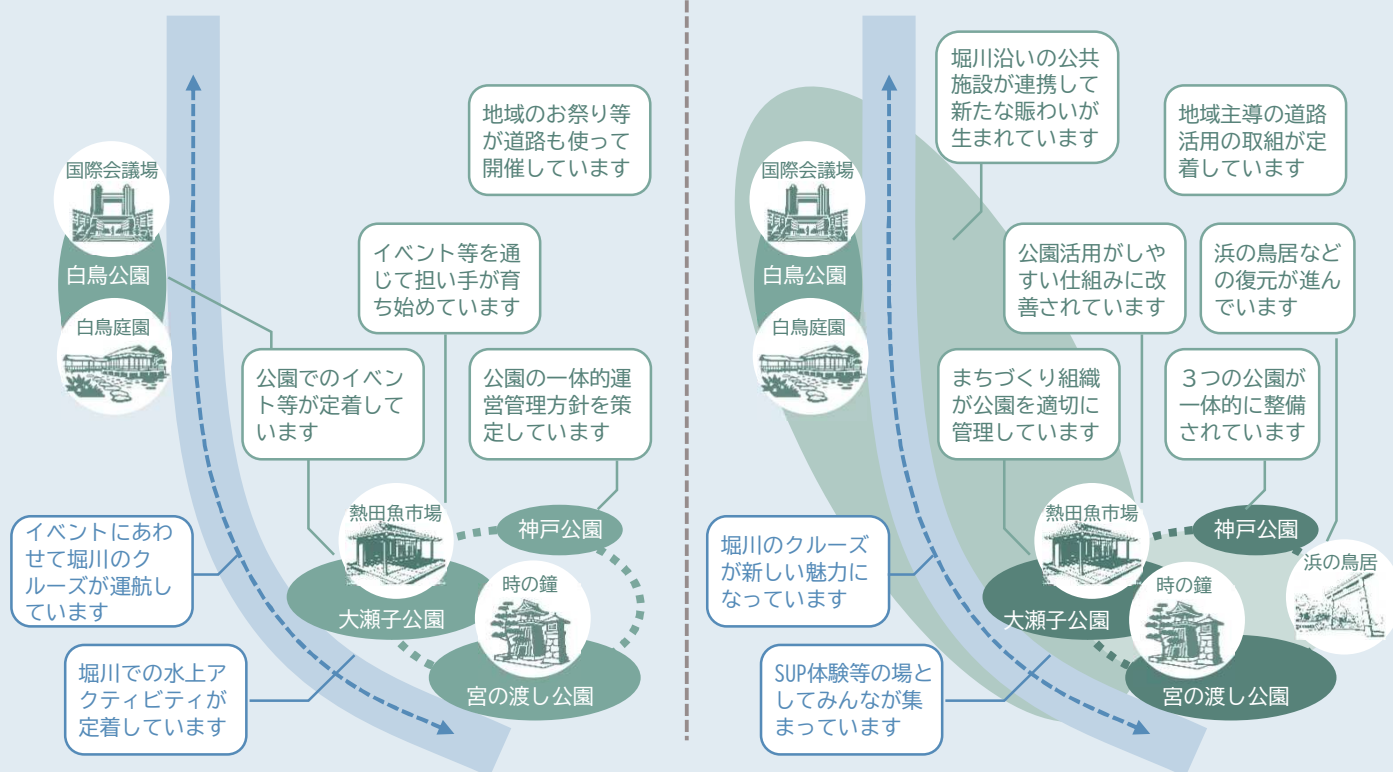 地域のお祭り等
が道路も使って
開催しています
国際会議場
白鳥公園
白鳥庭園
イベント等を通
じて担い手が育
ち始めています
公園でのイベン
ト等が定着して
います
公園の一体的運
営管理方針を策
定しています
熱田魚市場
神戸公園
時の鐘
大瀬子公園
宮の渡し公園
イベントにあわ
せて堀川のク
ルーズが運航し
ています
堀川での水上ア
クティビティが
定着しています
堀川沿いの公共
施設が連携して
新たな賑わいが
生まれています
地域主導の道路
活用の取組が定
着しています
国際会議場
白鳥公園
白鳥庭園
公園活用がしや
すい仕組みに改
善されています
浜の鳥居など
の復元が進ん
でいます
まちづくり組織
が公園を適切に
管理しています
３つの公園が
一体的に整備
されています
熱田魚市場
神戸公園
浜の鳥居
時の鐘
大瀬子公園
宮の渡し公園
堀川のクルーズ
が新しい魅力に
なっています
SUP体験等の場と
してみんなが集
まっています